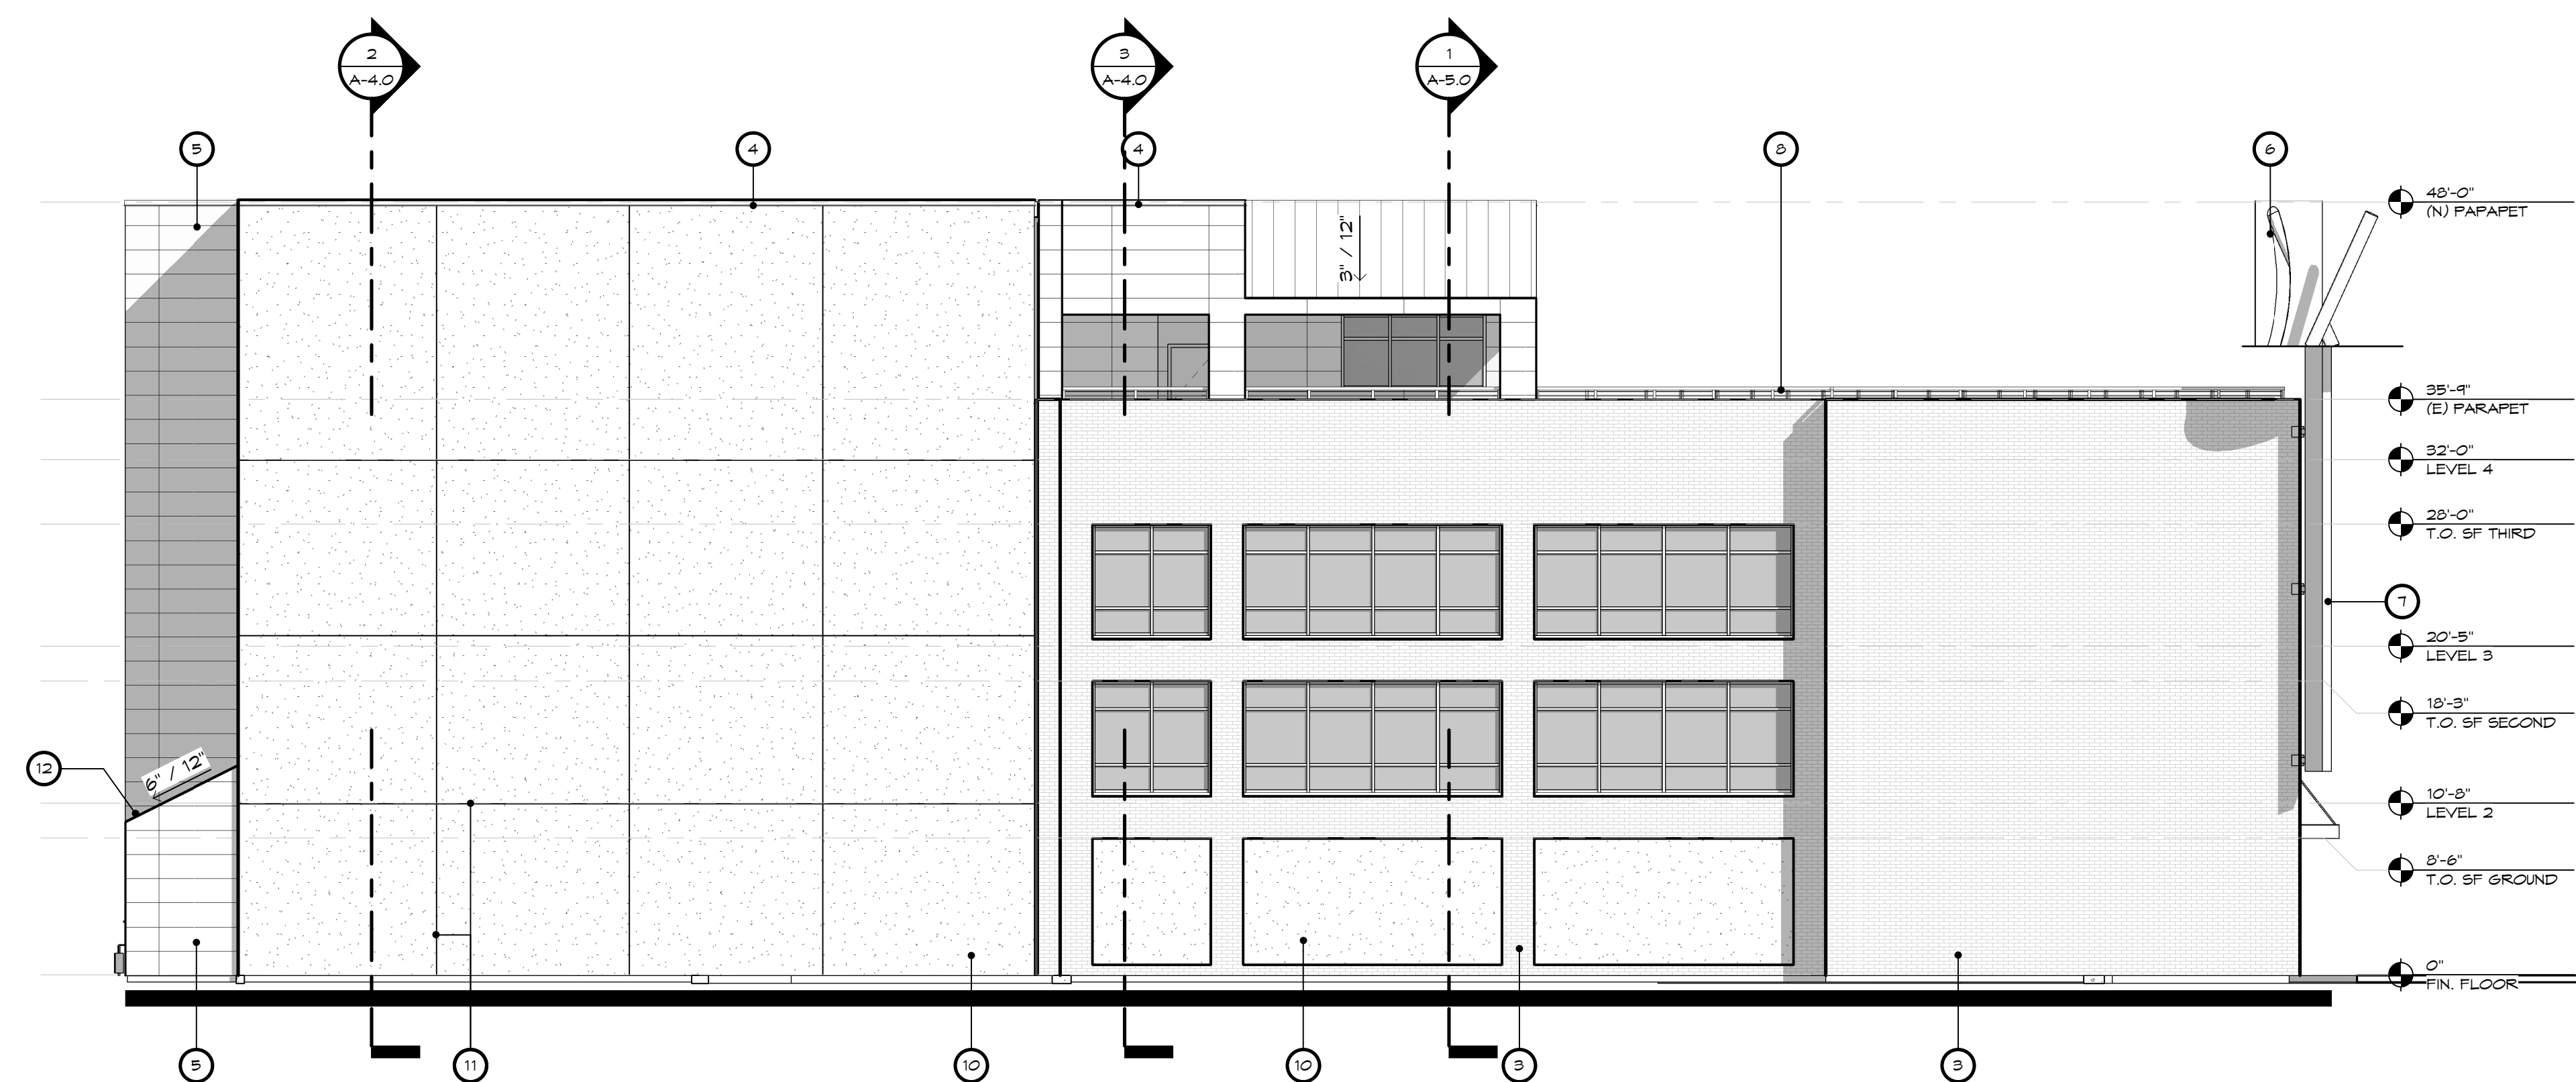 2
A-4.0
3
A-4.0
1
A-5.0
5
4
4
8
6
48'-0"
(N) PAPAPET
3" / 12"
35'-9"
(E) PARAPET
32'-0"
LEVEL 4
28'-0"
T.O. SF THIRD
7
20'-5"
LEVEL 3
18'-3"
T.O. SF SECOND
12
6" / 12"
10'-8"
LEVEL 2
8'-6"
T.O. SF GROUND
0"
FIN. FLOOR
5
11
10
10
3
3